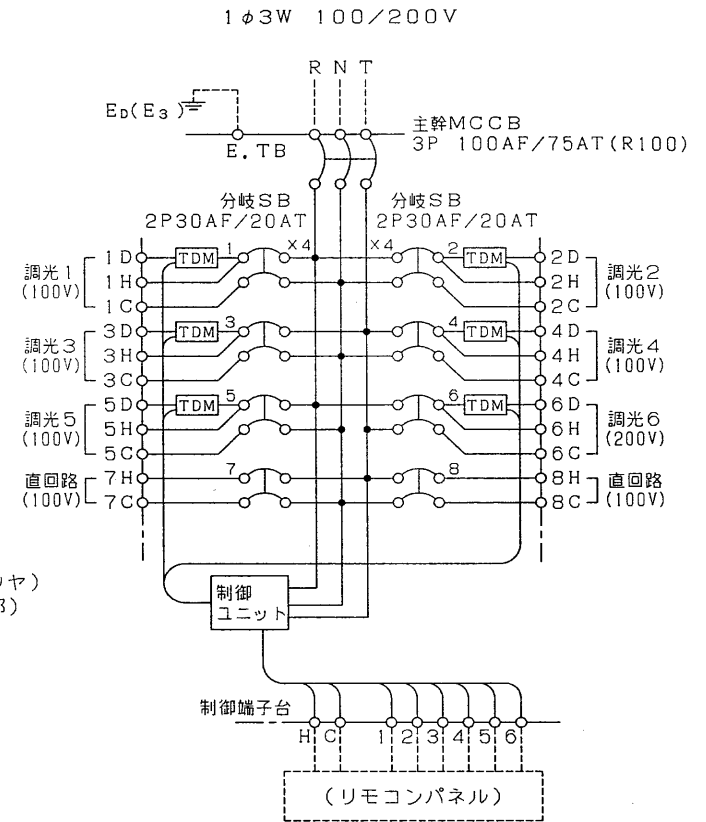 1φ3W 100/200V
R N T
ED(E3)
E.TB
主幹MCCB
3P 100AF/75AT(R100)
分岐SB
2P30AF/20AT
分岐SB
2P30AF/20AT
調光1
(100V)
1D
TDM
1
×4
1H
1C
×4
2
TDM
2D
2H
2C
調光2
(100V)
調光3
(100V)
3D
TDM
3
3H
3C
4
TDM
4D
4H
4C
調光4
(100V)
調光5
(100V)
5D
TDM
5
5H
5C
6
TDM
6D
6H
6C
調光6
(200V)
直回路
(100V)
7H
7
7C
8
8H
8C
直回路
(100V)
ヤ)
制御
ユニット
制御端子台
H C 1 2 3 4 5 6
(リモコンパネル)